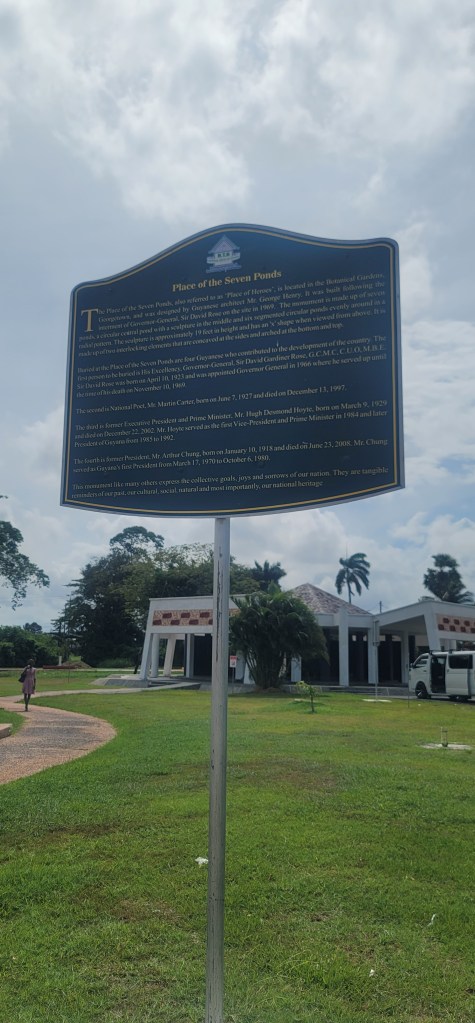 Place of the Seven Ponds
The Place of the Seven Ponds, also referred to as 'Place of Heroes', is located in the Botanical Gardens,
Georgetown, and was designed by Guyanese architect Mr. George Henry. It was built following the
interment of Governor General, Sir David Rose on the site in 1969. The monument is made up of seven
ponds, a circular central pond with a sculpture in the middle and six segmented circular ponds evenly around in a
radial pattern. The sculpture is approximately 19 feet in height and has an 's' shape when viewed from above. It is
made up of two interlocking elements that are concaved at the sides and arched at the bottom and top.
Buried at the Place of the Seven Ponds are four Guyanese who contributed to the development of the country. The
first person to be buried is His Excellency, Governor-General, Sir David Gardiner Rose, G.C.M.G, C.U.O, M.B.E.
Sir David Rose was born on April 10, 1923 and was appointed Governor General in 1966 where he served up until
the time of his death on November 10, 1969.
The second is National Poet, Mr. Martin Carter, born on June 7, 1927 and died on December 13, 1997.
The third is former Executive President and Prime Minister, Mr. Hugh Desmond Hoyte, born on March 9, 1929
and died on December 22, 2002. Mr. Hoyte served as the first Vice-President and Prime Minister in 1984 and later
President of Guyana from 1985 to 1992.
The fourth is former President, Mr. Arthur Chung, born on January 10, 1918 and died on June 23, 2008. Mr. Chung
served as Guyana's first President from March 17, 1970 to October 6, 1980.
This monument like many others express the collective goals, joys and sorrows of our nation. They are tangible
reminders of our past, our cultural, social, natural and most importantly, our national heritage